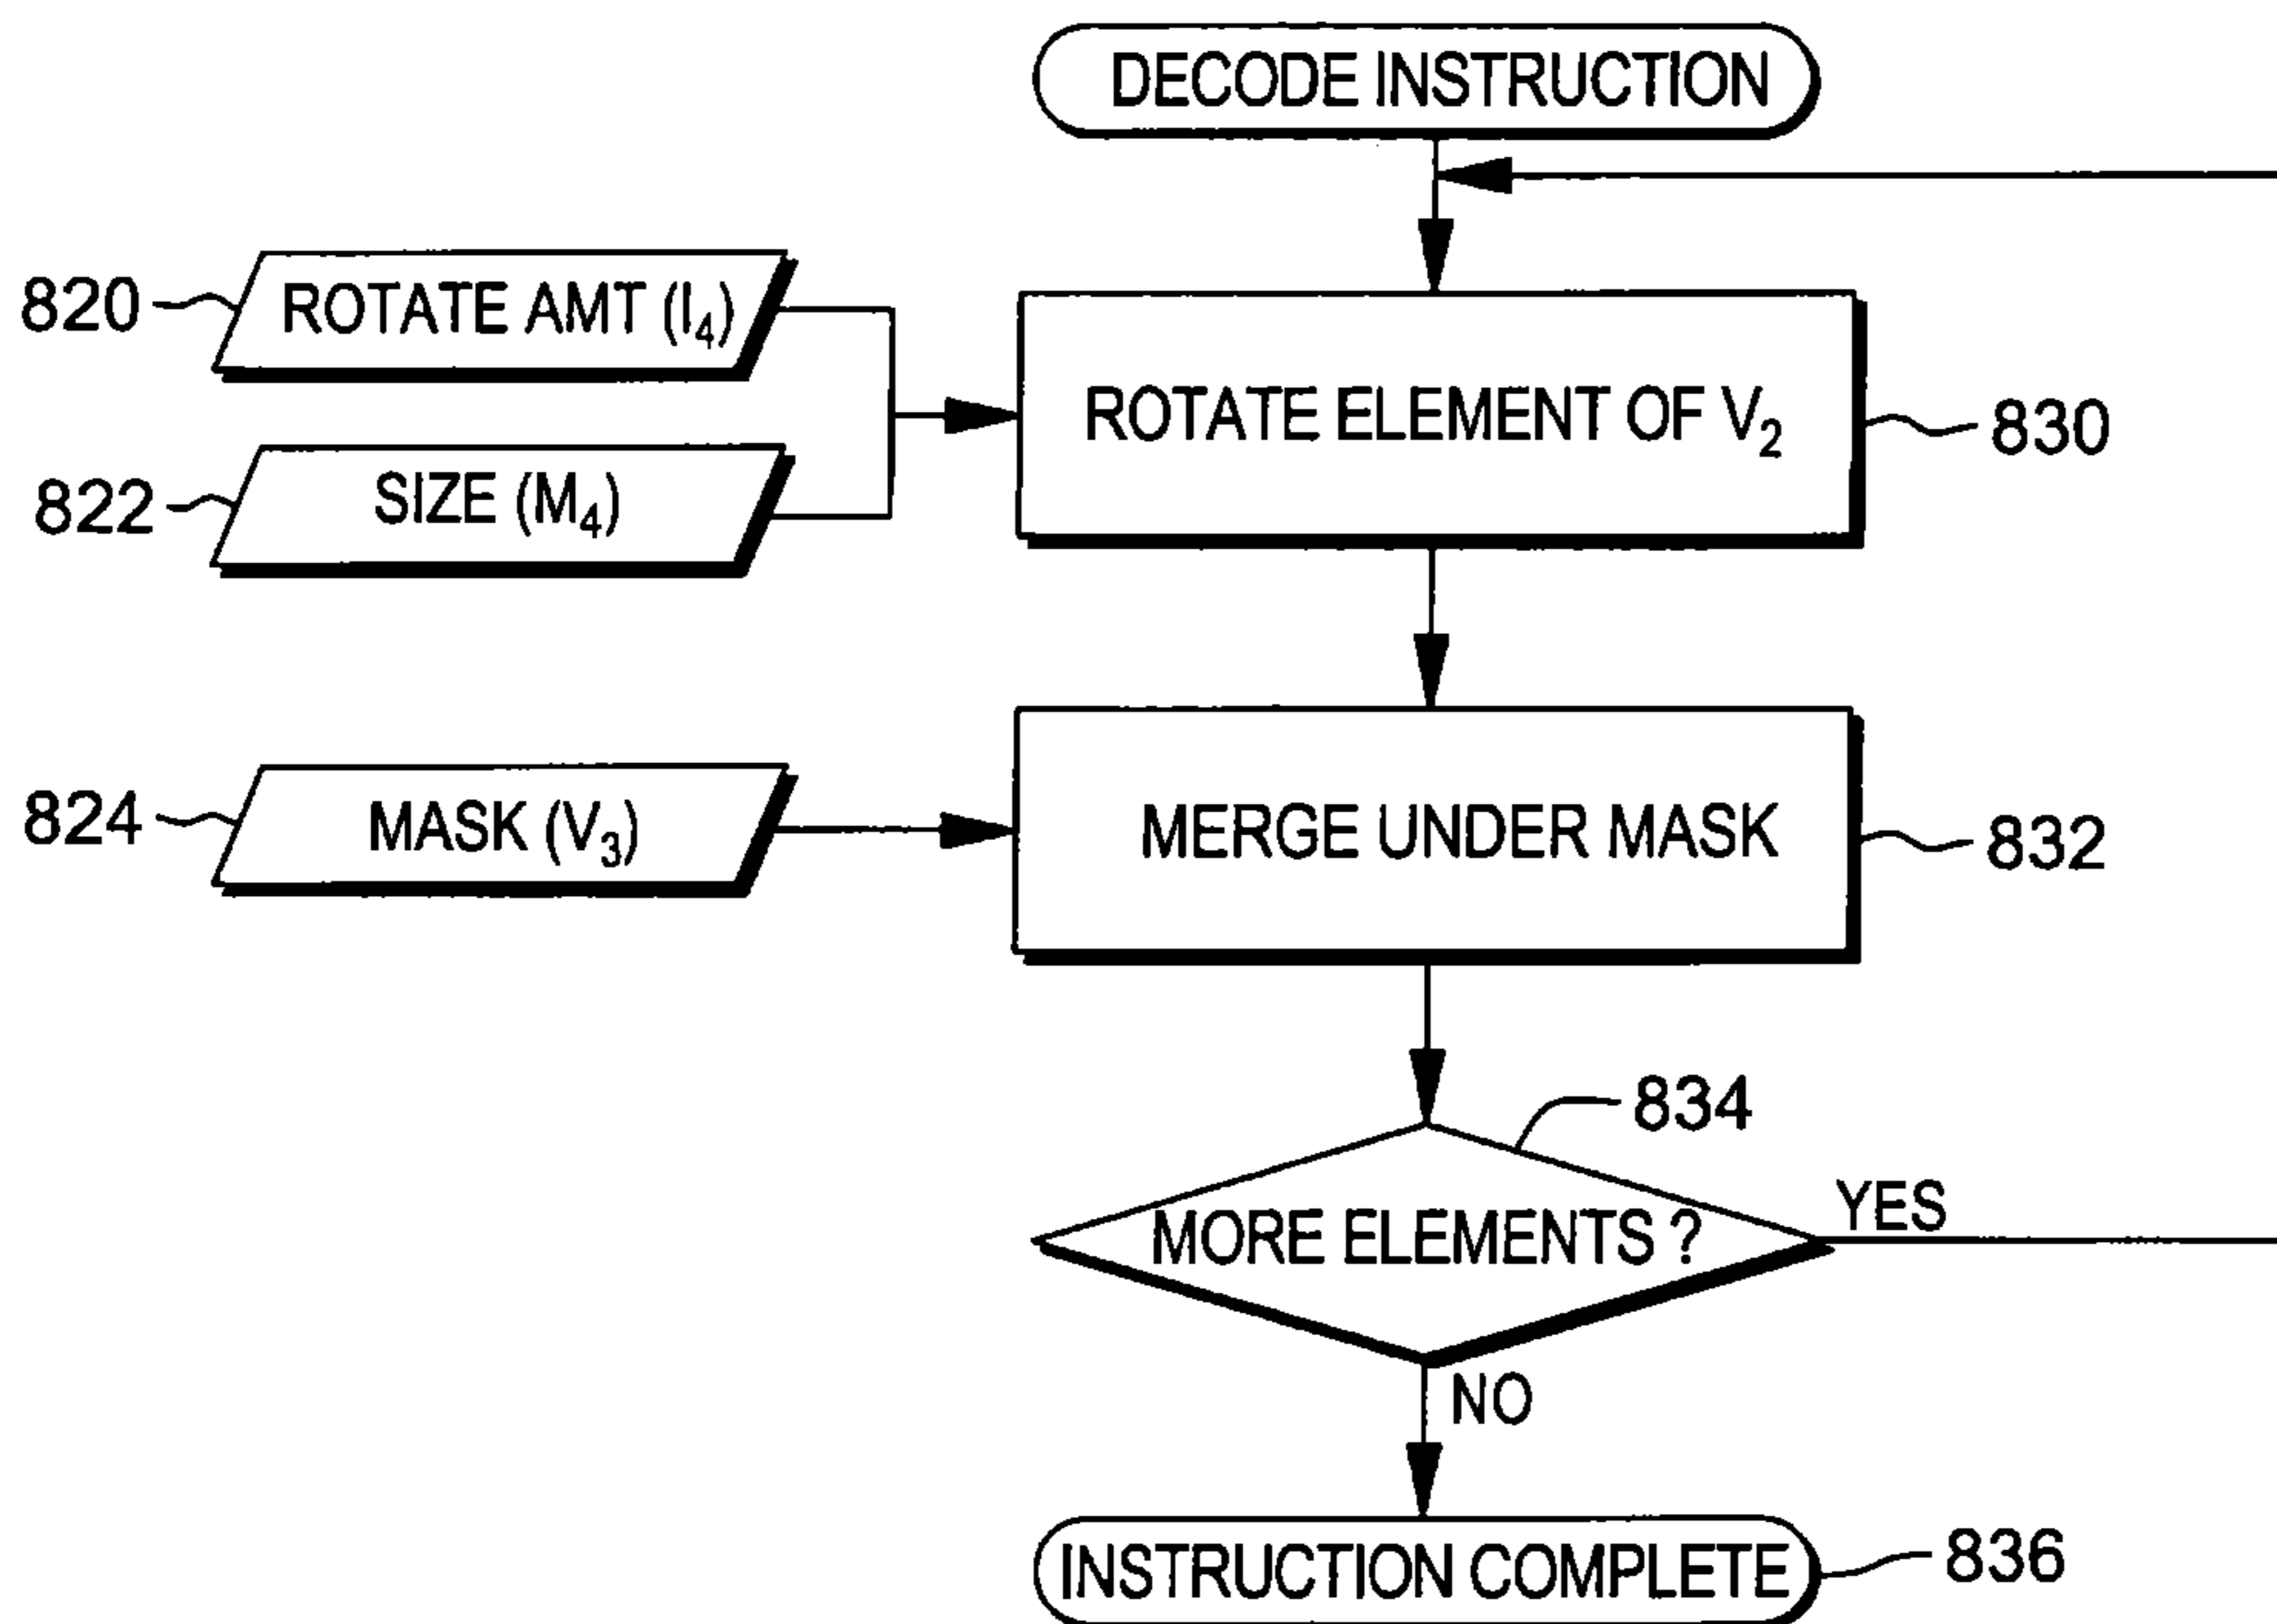 DECODE INSTRUCTION
820
ROTATE AMT (I₄)
822
SIZE (M₄)
ROTATE ELEMENT OF V₂
830
824
MASK (V₃)
MERGE UNDER MASK
832
834
MORE ELEMENTS ?
YES
NO
INSTRUCTION COMPLETE
836